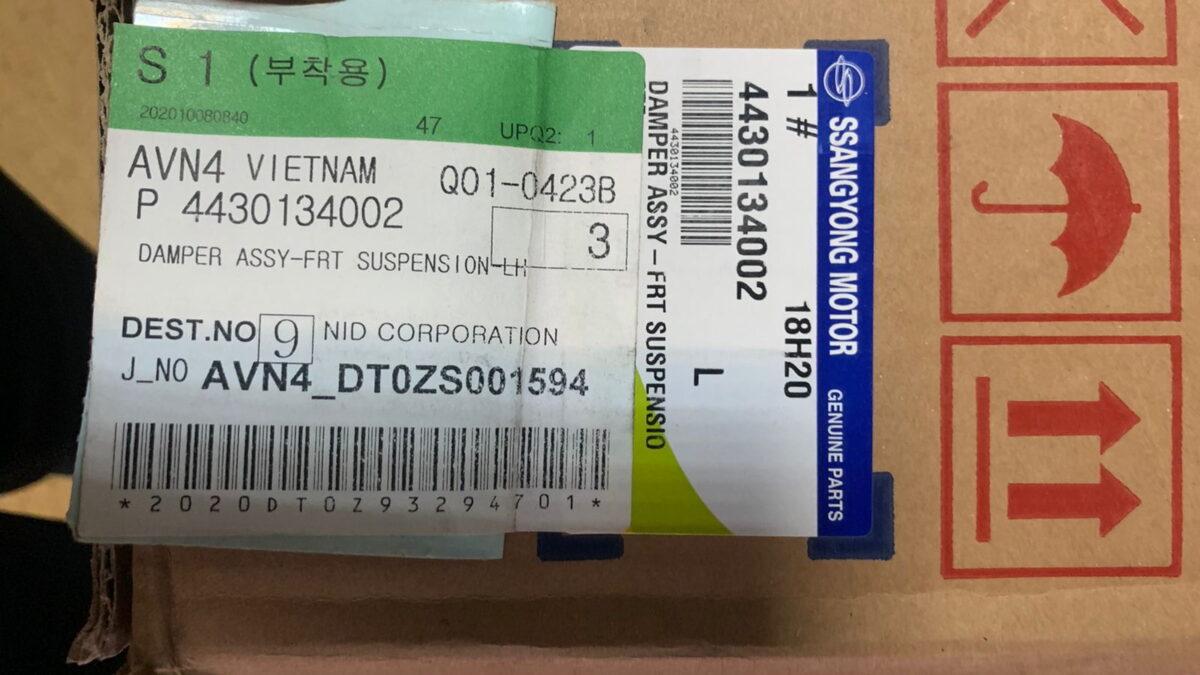 S 1 (부착용)
202010080840
47
UPQ2: 1
AVN4 VIETNAM
Q01-0423B
P 4430134002
3
DAMPER ASSY-FRT SUSPENSION-LH
DEST.NO 9 NID CORPORATION
J_NO AVN4_DT0ZS001594
*2020DT0Z93294701*
SSANGYONG MOTOR GENUINE PARTS
1# 18H20
4430134002 L
4430134002
DAMPER ASSY-FRT SUSPENSIO